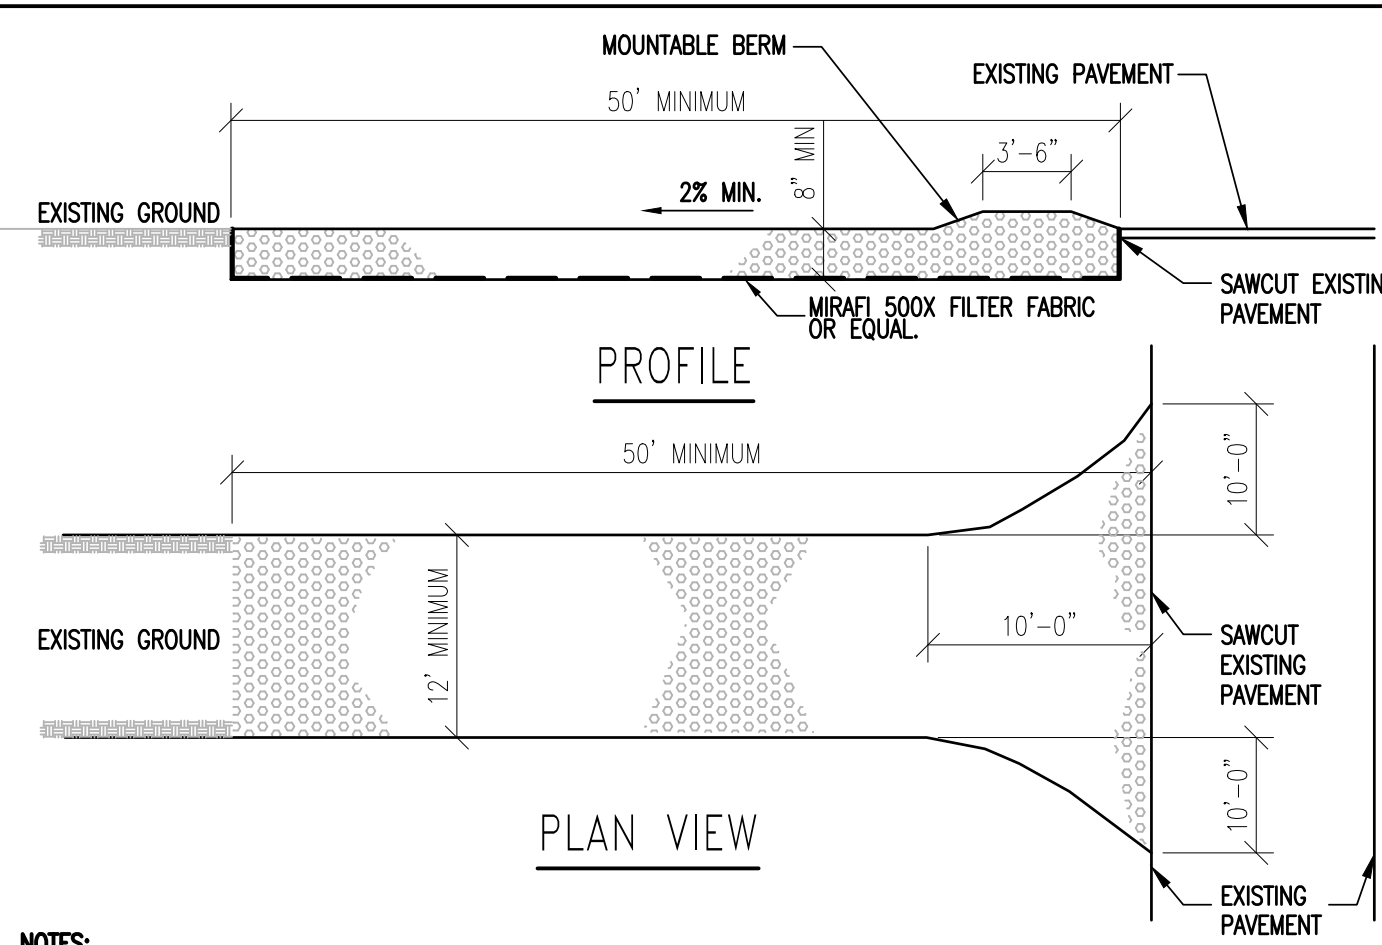 MOUNTABLE BERM
EXISTING PAVEMENT
50' MINIMUM
8" MIN
3'-6"
2% MIN.
EXISTING GROUND
SAWCUT EXISTIN
PAVEMENT
MIRAFI 500X FILTER FABRIC
OR EQUAL.
PROFILE
50' MINIMUM
10'-0"
12' MINIMUM
10'-0"
EXISTING GROUND
SAWCUT
EXISTING
PAVEMENT
10'-0"
PLAN VIEW
EXISTING
PAVEMENT
NOTES: